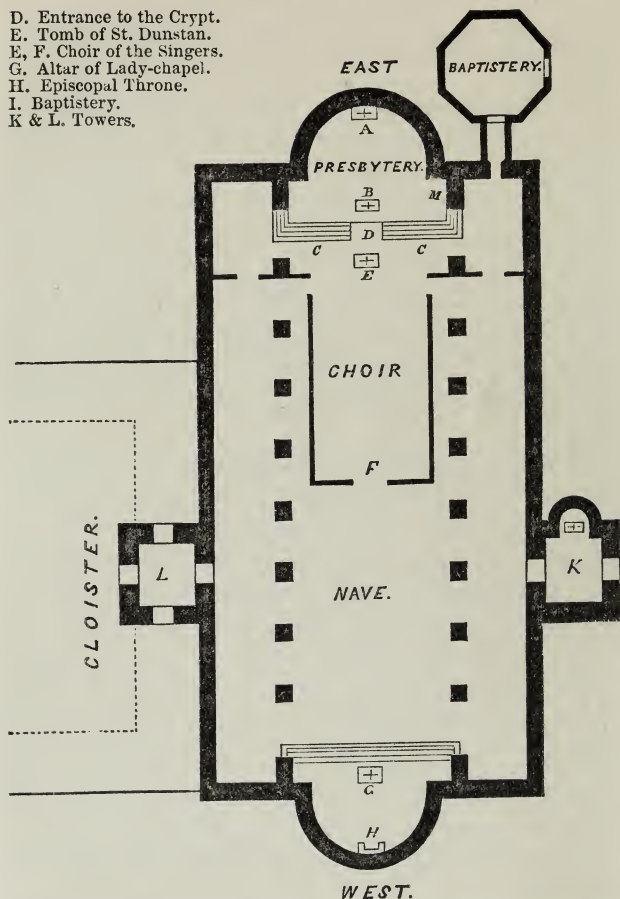 D. Entrance to the Crypt.
E. Tomb of St. Dunstan.
E, F. Choir of the Singers.
G. Altar of Lady-chapel.
H. Episcopal Throne.
I. Baptistery.
K & L. Towers.
EAST
BAPTISTERY.
A
PRESBYTERY.
B
M
D
C C
E
CHOIR
F
CLOISTER.
L
K
NAVE.
G
H
WEST.